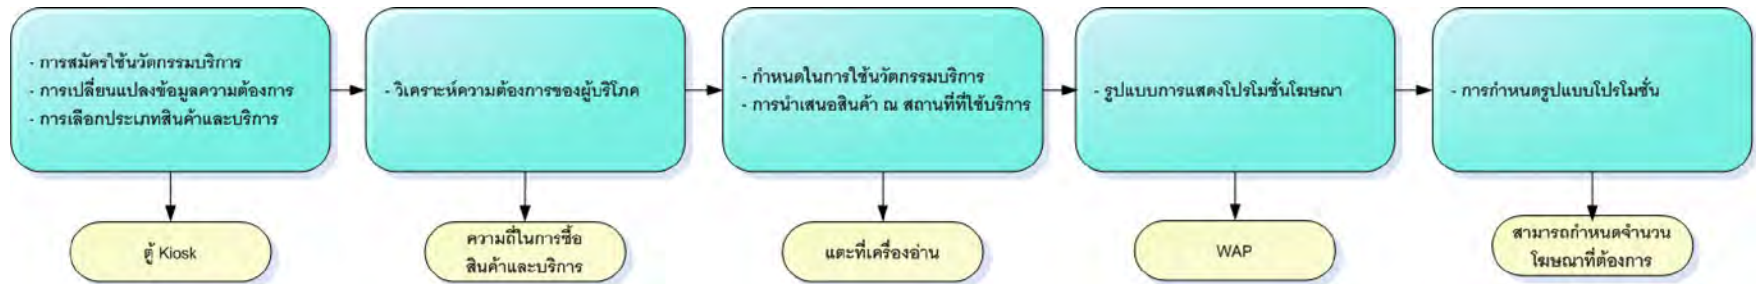 - การสมัครใช้นวัตกรรมบริการ
- การเปลี่ยนแปลงข้อมูลความต้องการ
- การเลือกประเภทสินค้าและบริการ
- วิเคราะห์ความต้องการของผู้บริโภค
- กำหนดในการใช้นวัตกรรมบริการ
- การนำเสนอสินค้า ณ สถานที่ที่ใช้บริการ
- รูปแบบการแสดงโปรโมชั่นโฆษณา
- การกำหนดรูปแบบโปรโมชั่น
ตู้ Kiosk
ความถี่ในการซื้อ
สินค้าและบริการ
แตะที่เครื่องอ่าน
WAP
สามารถกำหนดจำนวน
โฆษณาที่ต้องการ